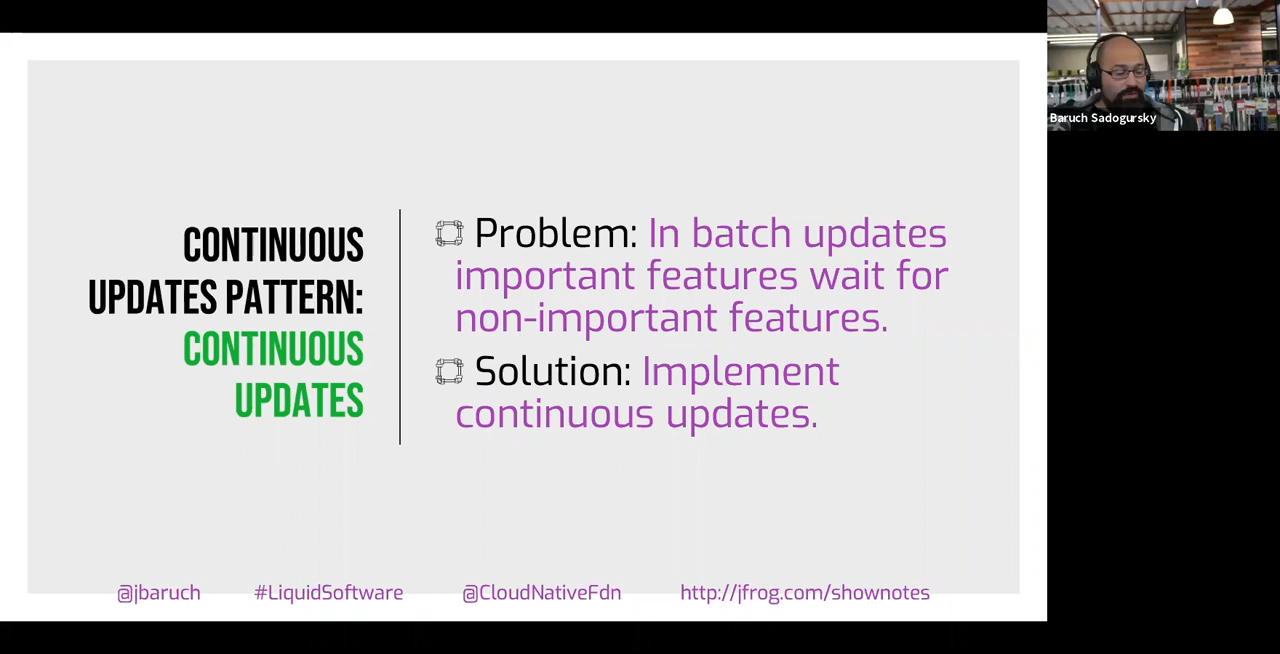 CONTINUOUS
UPDATES PATTERN:
CONTINUOUS
UPDATES
Problem: In batch updates
important features wait for
non-important features.
Solution: Implement
continuous updates.
@jbaruch
#LiquidSoftware
@CloudNativeFdn
http://jfrog.com/shownotes
Baruch Sadogursky